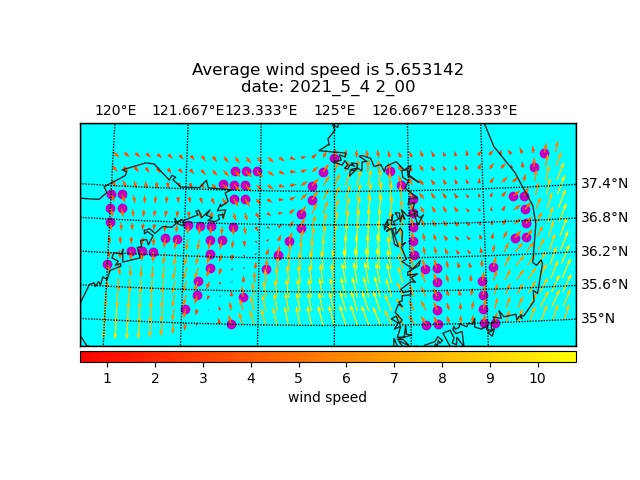 Average wind speed is 5.653142
date: 2021_5_4 2_00
120°E 121.667°E 123.333°E 125°E 126.667°E 128.333°E
37.4°N
36.8°N
36.2°N
35.6°N
35°N
1 2 3 4 5 6 7 8 9 10
wind speed